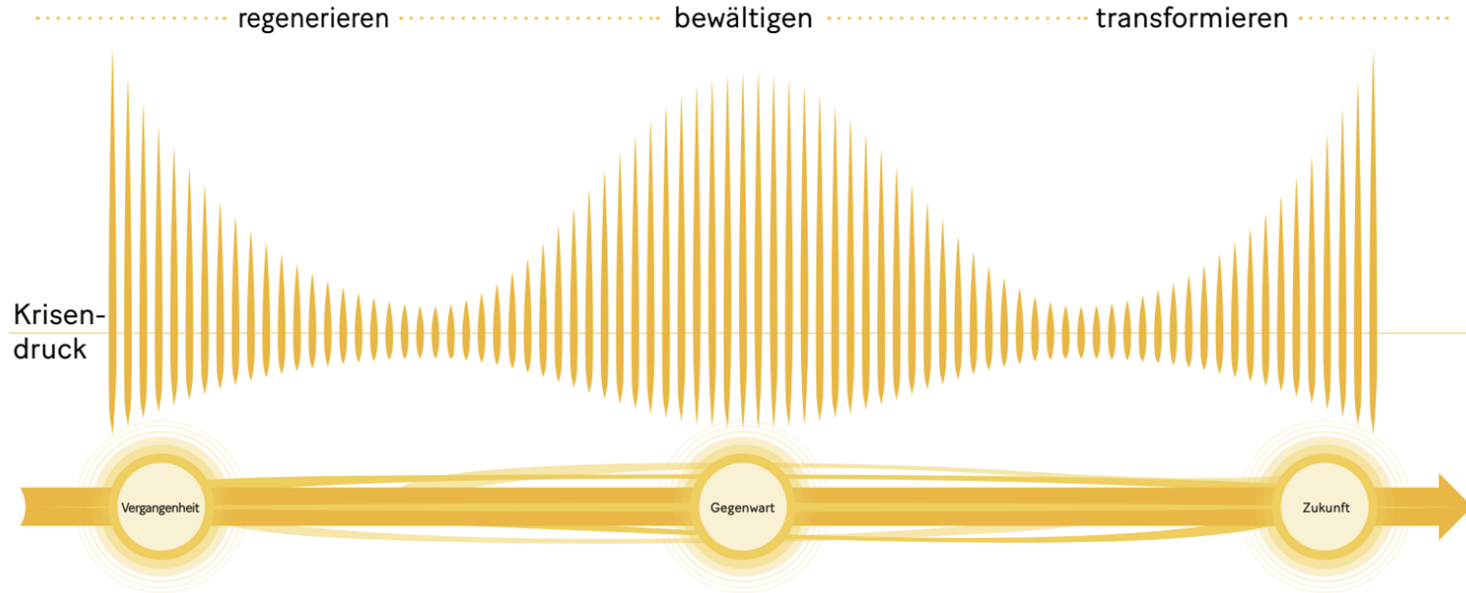 regenerieren
bewältigen
transformieren
Krisen-
druck
Vergangenheit
Gegenwart
Zukunft